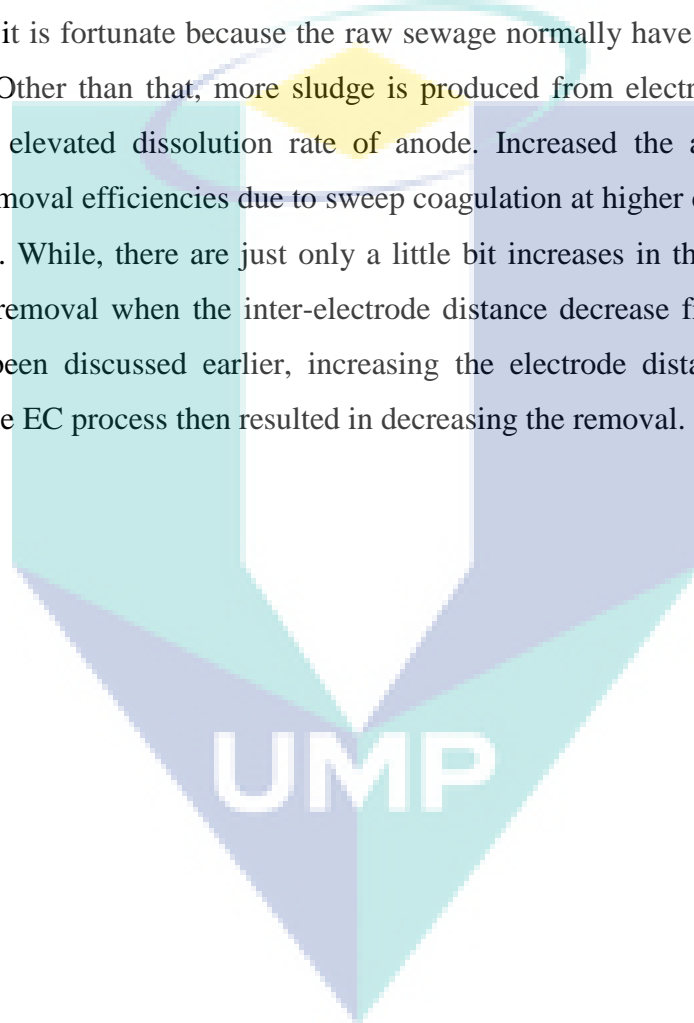 it is fortunate because the raw sewage normally have
Other than that, more sludge is produced from electr
elevated dissolution rate of anode. Increased the a
moval efficiencies due to sweep coagulation at higher
. While, there are just only a little bit increases in th
removal when the inter-electrode distance decrease f
been discussed earlier, increasing the electrode dista
e EC process then resulted in decreasing the removal.
UMP